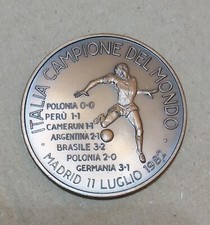 ITALIA CAMPIONE DEL MONDO
POLONIA 0-0
PERÙ 1-1
CAMERUN 1-1
ARGENTINA 2-1
BRASILE 3-2
POLONIA 2-0
GERMANIA 3-1
• MADRID 11 LUGLIO 1982 •